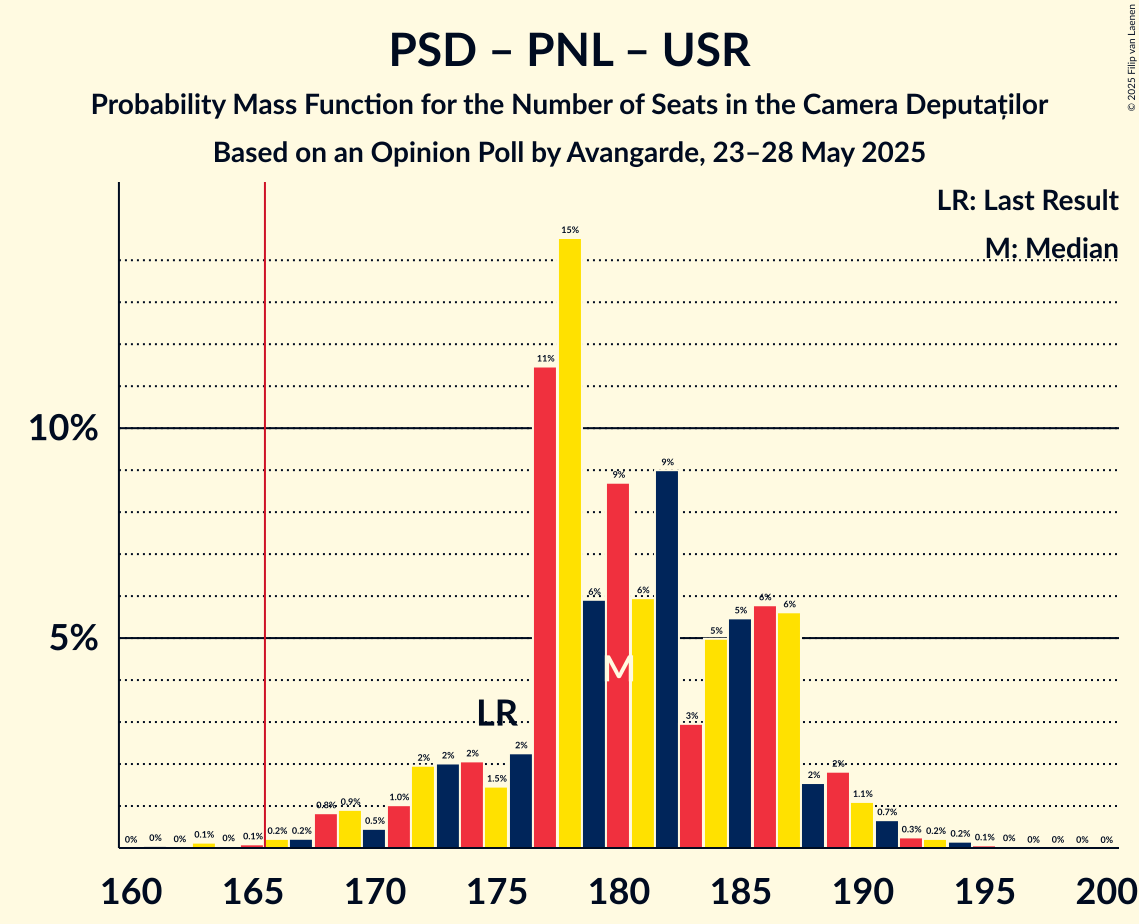 PSD – PNL – USR
Probability Mass Function for the Number of Seats in the Camera Deputaților
Based on an Opinion Poll by Avangarde, 23–28 May 2025
© 2025 Filip van Laenen
LR: Last Result
M: Median
10%
5%
0% 0% 0% 0.1% 0% 0.1% 0.2% 0.2% 0.8% 0.9% 0.5% 1.0% 2% 2% 2% 1.5% 2% 11% 15% 6% 9% 6% 9% 3% 5% 5% 6% 6% 2% 2% 1.1% 0.7% 0.3% 0.2% 0.2% 0.1% 0% 0% 0% 0% 0%
LR
M
160 165 170 175 180 185 190 195 200